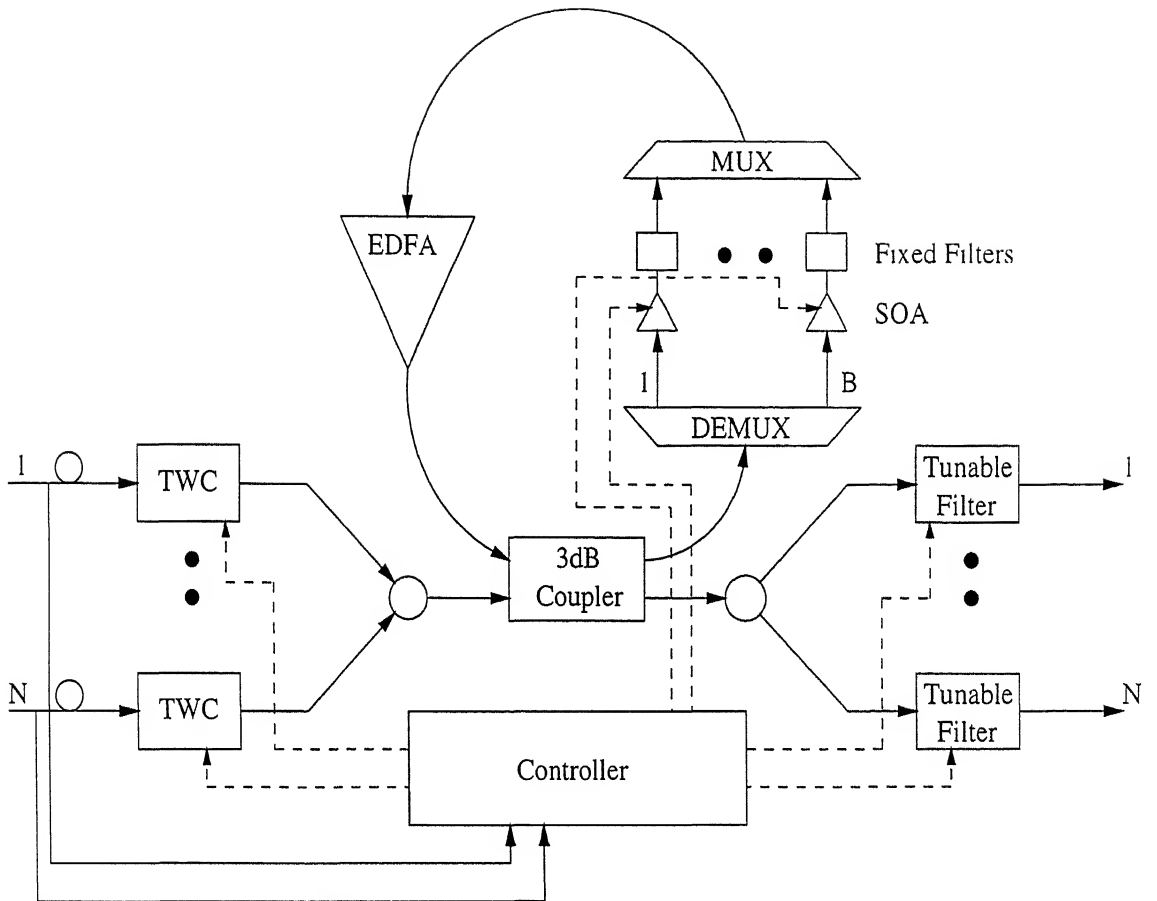 MUX
EDFA
Fixed Filters
SOA
1
B
DEMUX
1
TWC
Tunable
Filter
1
3dB
Coupler
N
TWC
Tunable
Filter
N
Controller